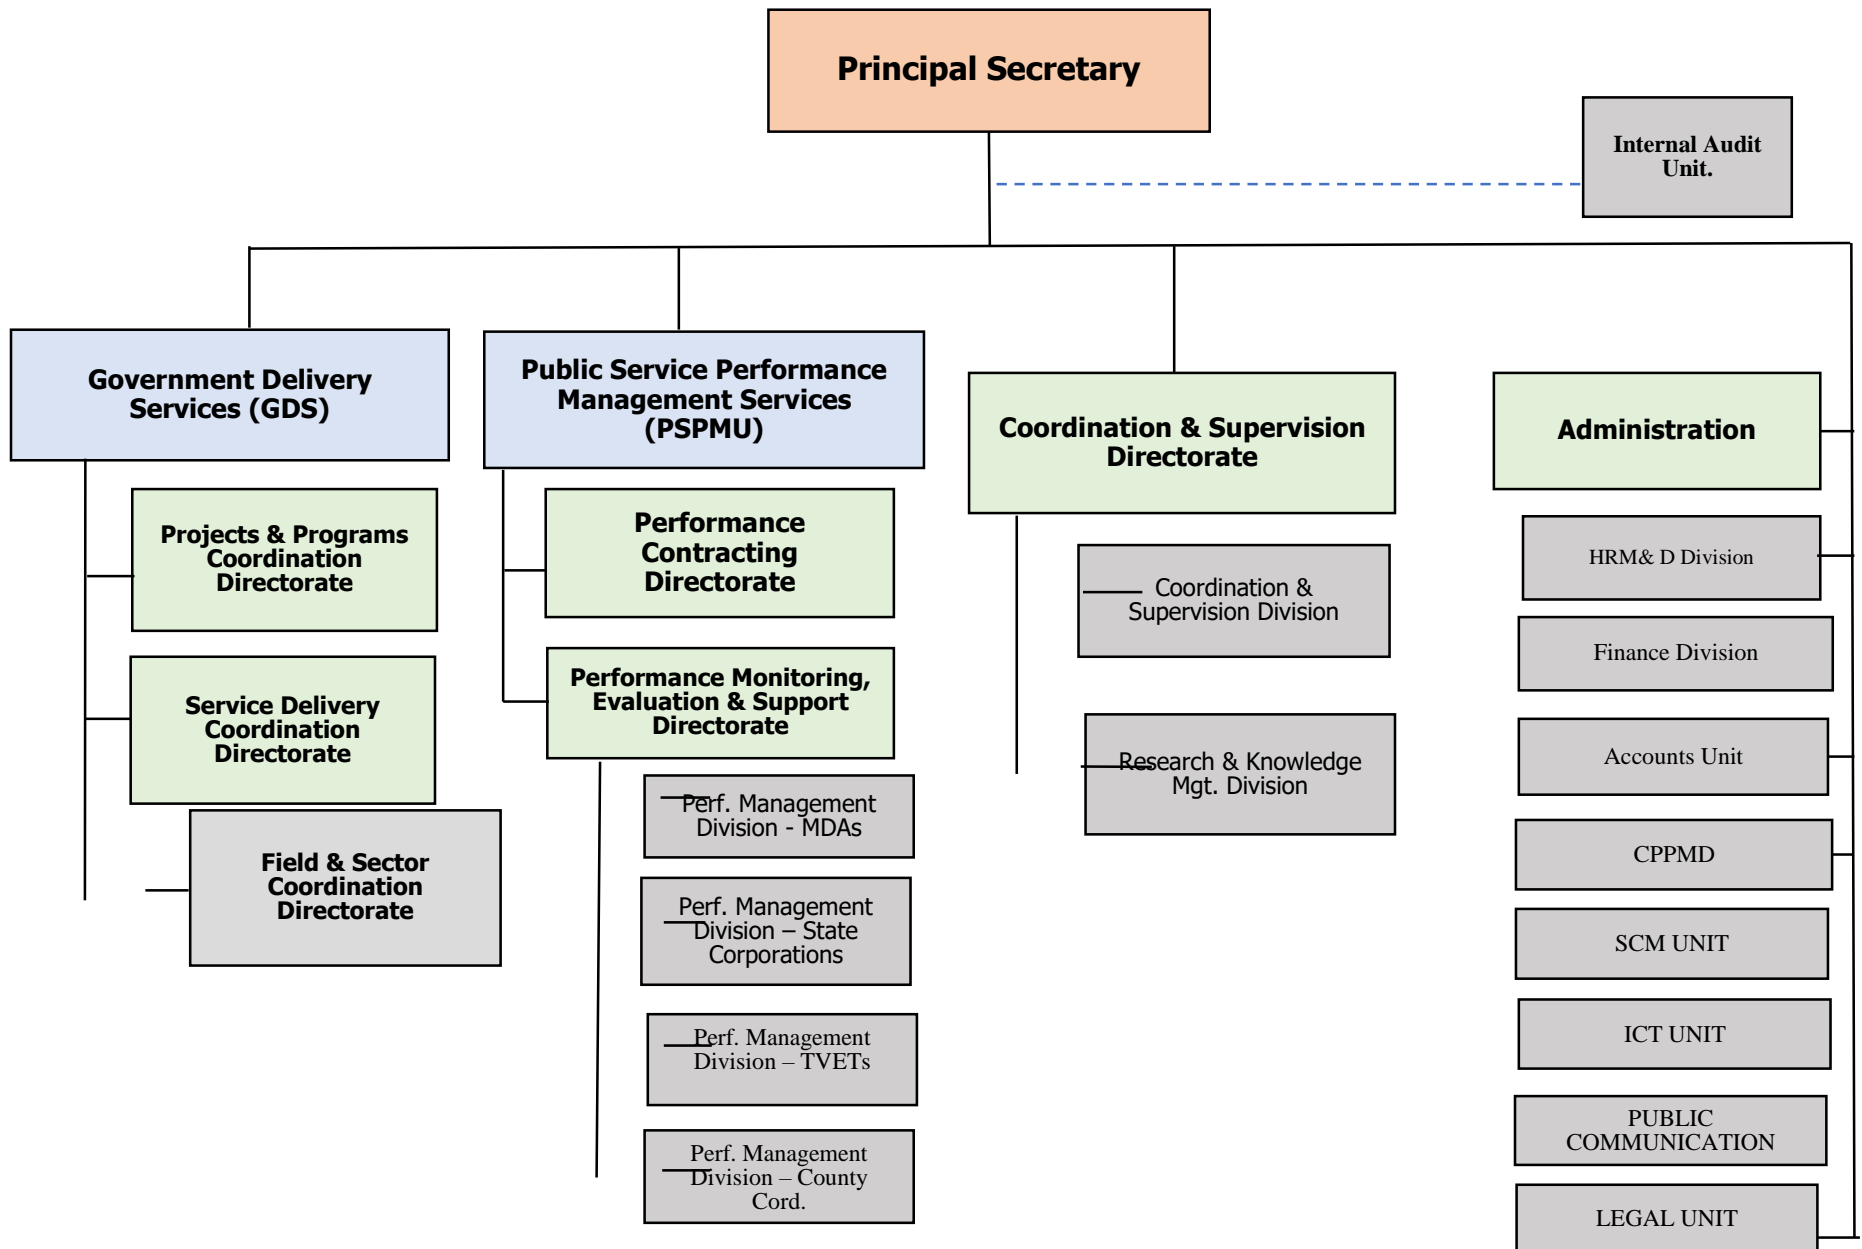 Principal Secretary
Internal Audit
Unit.
Government Delivery
Services (GDS)
Projects & Programs
Coordination
Directorate
Service Delivery
Coordination
Directorate
Field & Sector
Coordination
Directorate
Public Service Performance
Management Services
(PSPMU)
Performance
Contracting
Directorate
Performance Monitoring,
Evaluation & Support
Directorate
Perf. Management
Division - MDAs
Perf. Management
Division – State
Corporations
Perf. Management
Division – TVETs
Perf. Management
Division – County
Cord.
Coordination & Supervision
Directorate
Coordination &
Supervision Division
Research & Knowledge
Mgt. Division
Administration
HRM& D Division
Finance Division
Accounts Unit
CPPMD
SCM UNIT
ICT UNIT
PUBLIC
COMMUNICATION
LEGAL UNIT